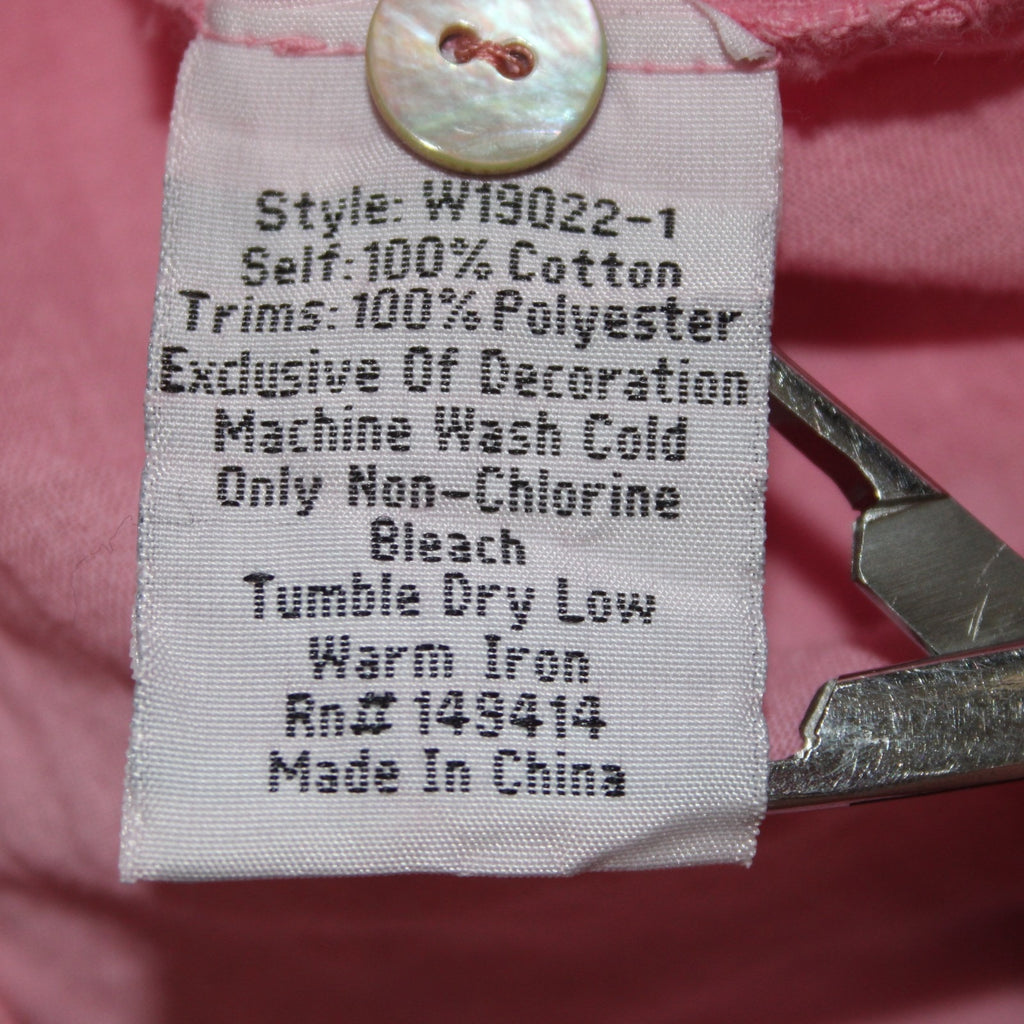 Style: W19022-1
Self: 100% Cotton
Trims: 100% Polyester
Exclusive Of Decoration
Machine Wash Cold
Only Non-Chlorine
Bleach
Tumble Dry Low
Warm Iron
Rn# 149414
Made In China